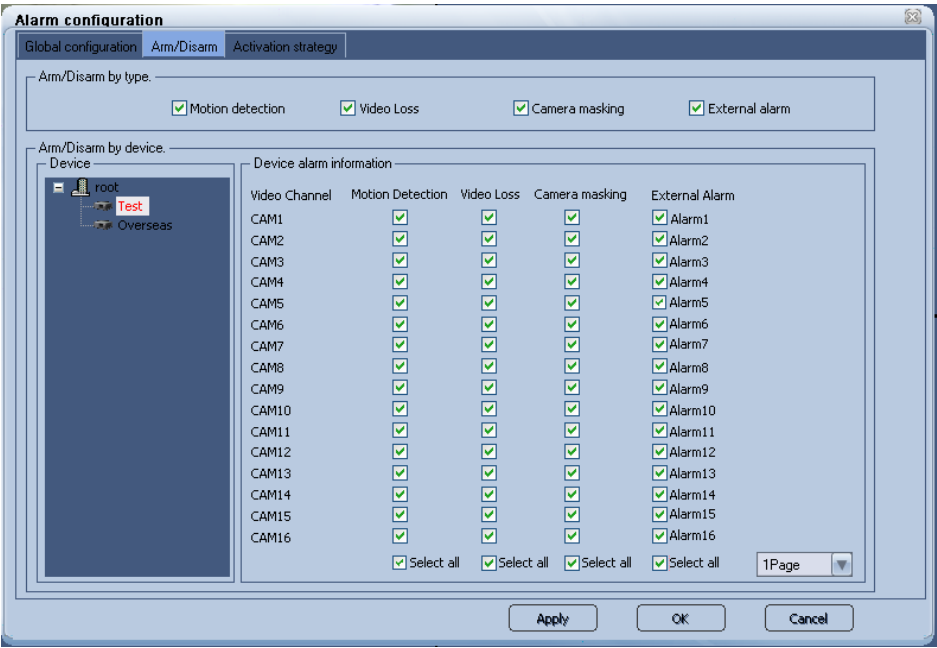 Alarm configuration
Global configuration Arm/Disarm Activation strategy
Arm/Disarm by type.
Motion detection Video Loss Camera masking External alarm
Arm/Disarm by device.
Device Device alarm information
root
Test
Overseas
Video Channel Motion Detection Video Loss Camera masking External Alarm
CAM1 Alarm1
CAM2 Alarm2
CAM3 Alarm3
CAM4 Alarm4
CAM5 Alarm5
CAM6 Alarm6
CAM7 Alarm7
CAM8 Alarm8
CAM9 Alarm9
CAM10 Alarm10
CAM11 Alarm11
CAM12 Alarm12
CAM13 Alarm13
CAM14 Alarm14
CAM15 Alarm15
CAM16 Alarm16
Select all Select all Select all Select all 1Page
Apply OK Cancel